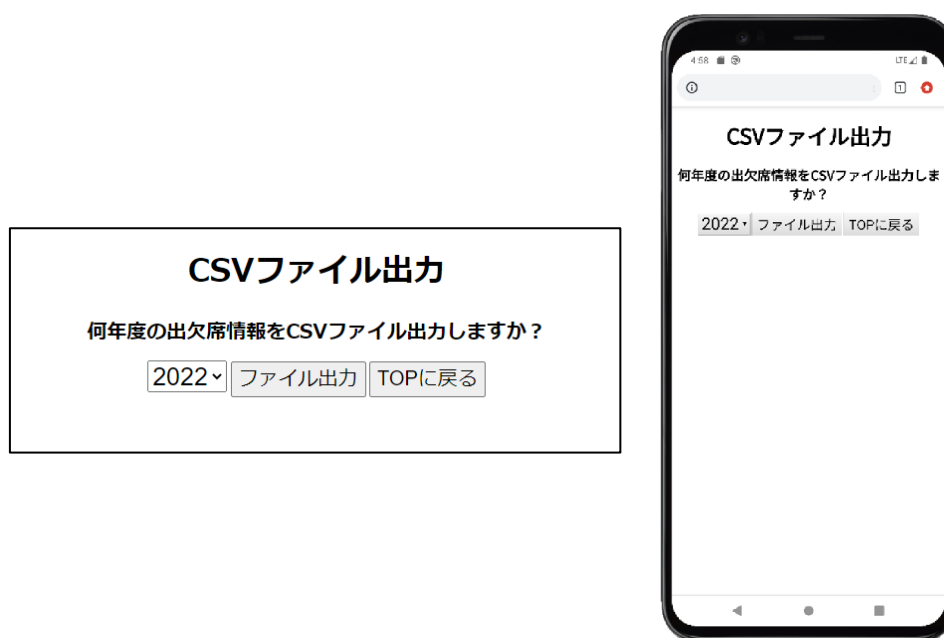 CSVファイル出力
何年度の出欠席情報をCSVファイル出力しますか？
2022 ファイル出力 TOPに戻る
4:58 LTE
1
CSVファイル出力
何年度の出欠席情報をCSVファイル出力しま
すか？
2022 ファイル出力 TOPに戻る